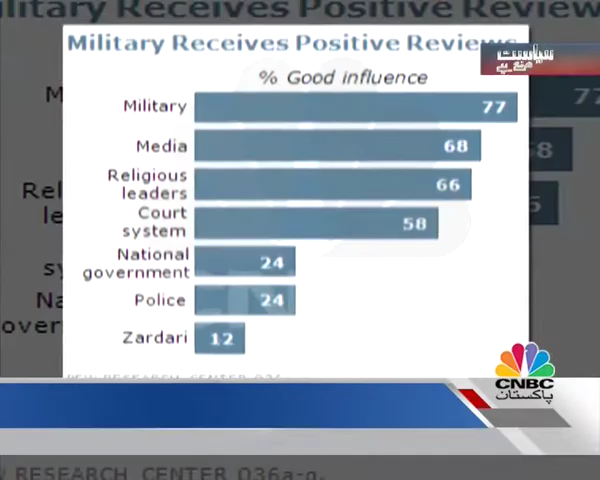 Military Receives Positive Reviews
% Good influence
Military 77
Media 68
Religious
leaders 66
Court
system 58
National
government 24
Police 24
Zardari 12
CNBC
پاکستان
سیاست
RESEARCH CENTER Q36a-g.